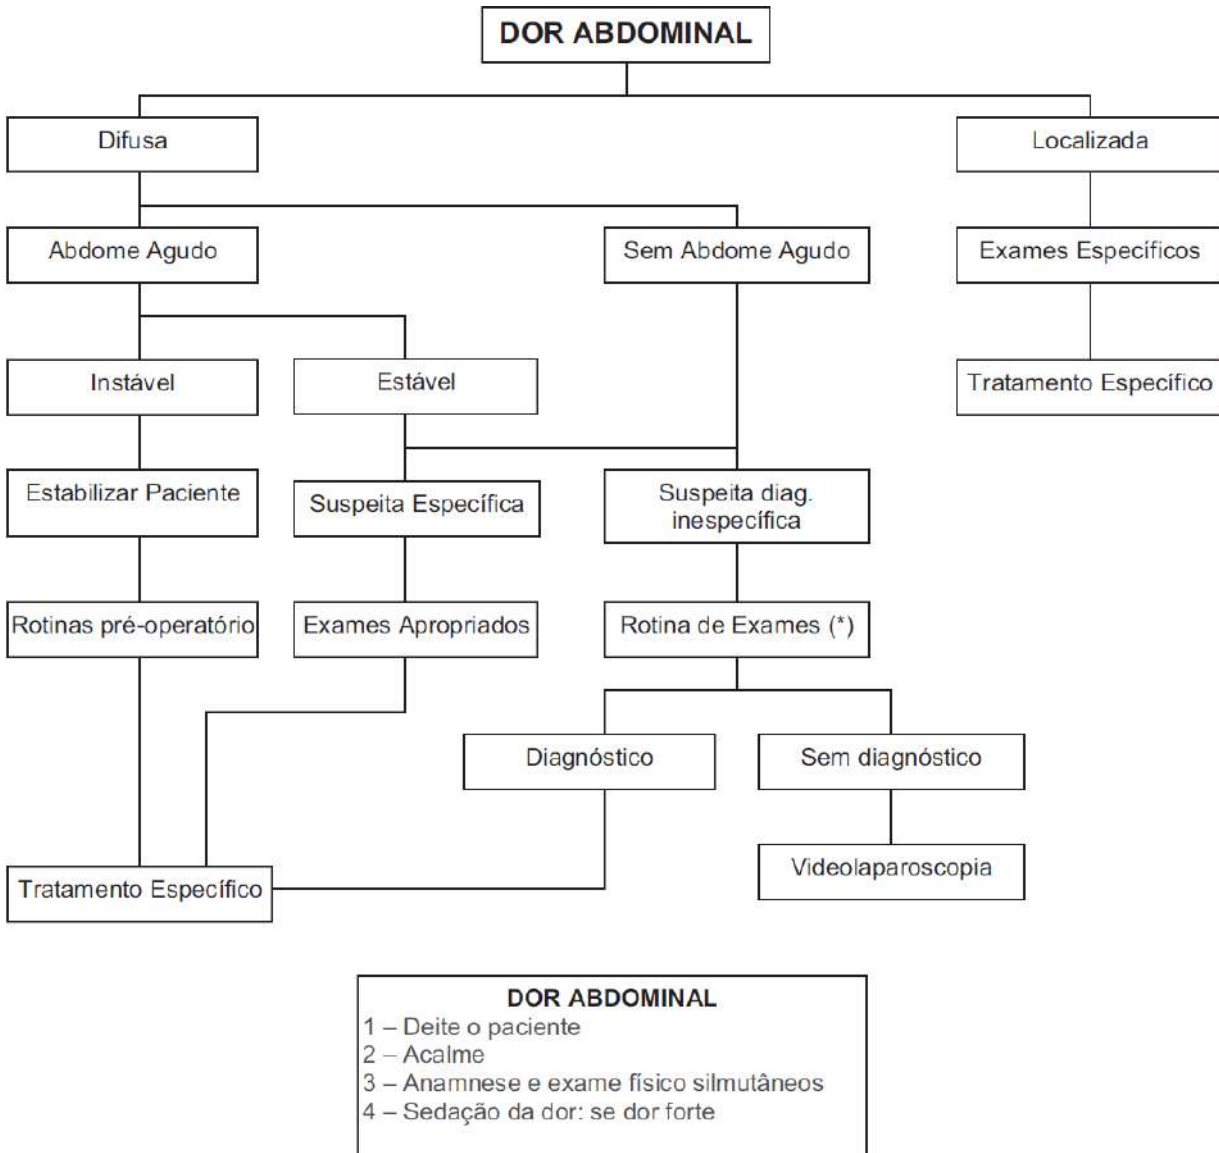 DOR ABDOMINAL
Difusa
Localizada
Abdome Agudo
Sem Abdome Agudo
Exames Específicos
Instável
Estável
Tratamento Específico
Estabilizar Paciente
Suspeita Específica
Suspeita diag.
inespecífica
Rotinas pré-operatório
Exames Apropriados
Rotina de Exames (*)
Diagnóstico
Sem diagnóstico
Tratamento Específico
Videolaparoscopia
DOR ABDOMINAL
1 – Deite o paciente
2 – Acalme
3 – Anamnese e exame físico silmutâneos
4 – Sedação da dor: se dor forte